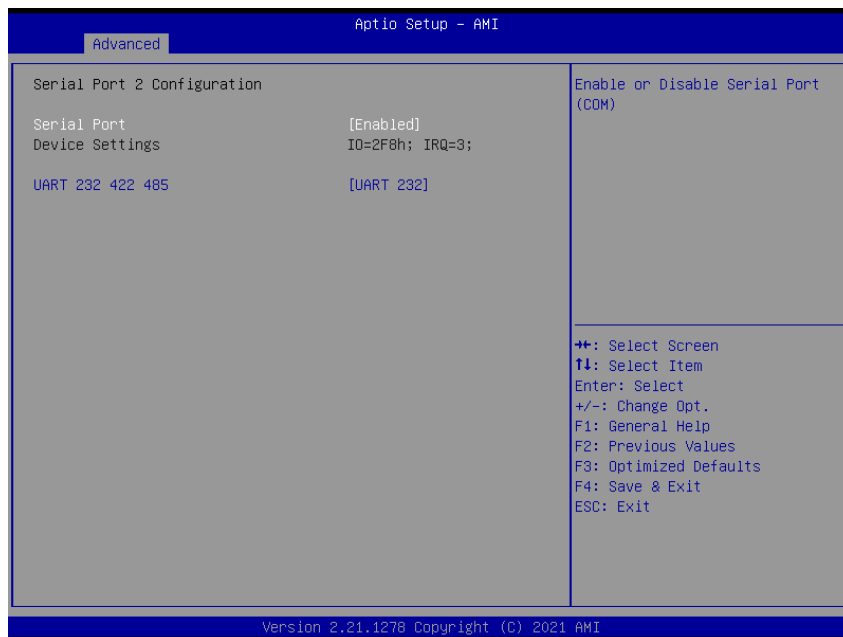 Aptio Setup – AMI
Advanced
Serial Port 2 Configuration
Serial Port [Enabled]
Device Settings IO=2F8h; IRQ=3;
UART 232 422 485 [UART 232]
Enable or Disable Serial Port
(COM)
→←: Select Screen
↑↓: Select Item
Enter: Select
+/-: Change Opt.
F1: General Help
F2: Previous Values
F3: Optimized Defaults
F4: Save & Exit
ESC: Exit
Version 2.21.1278 Copyright (C) 2021 AMI